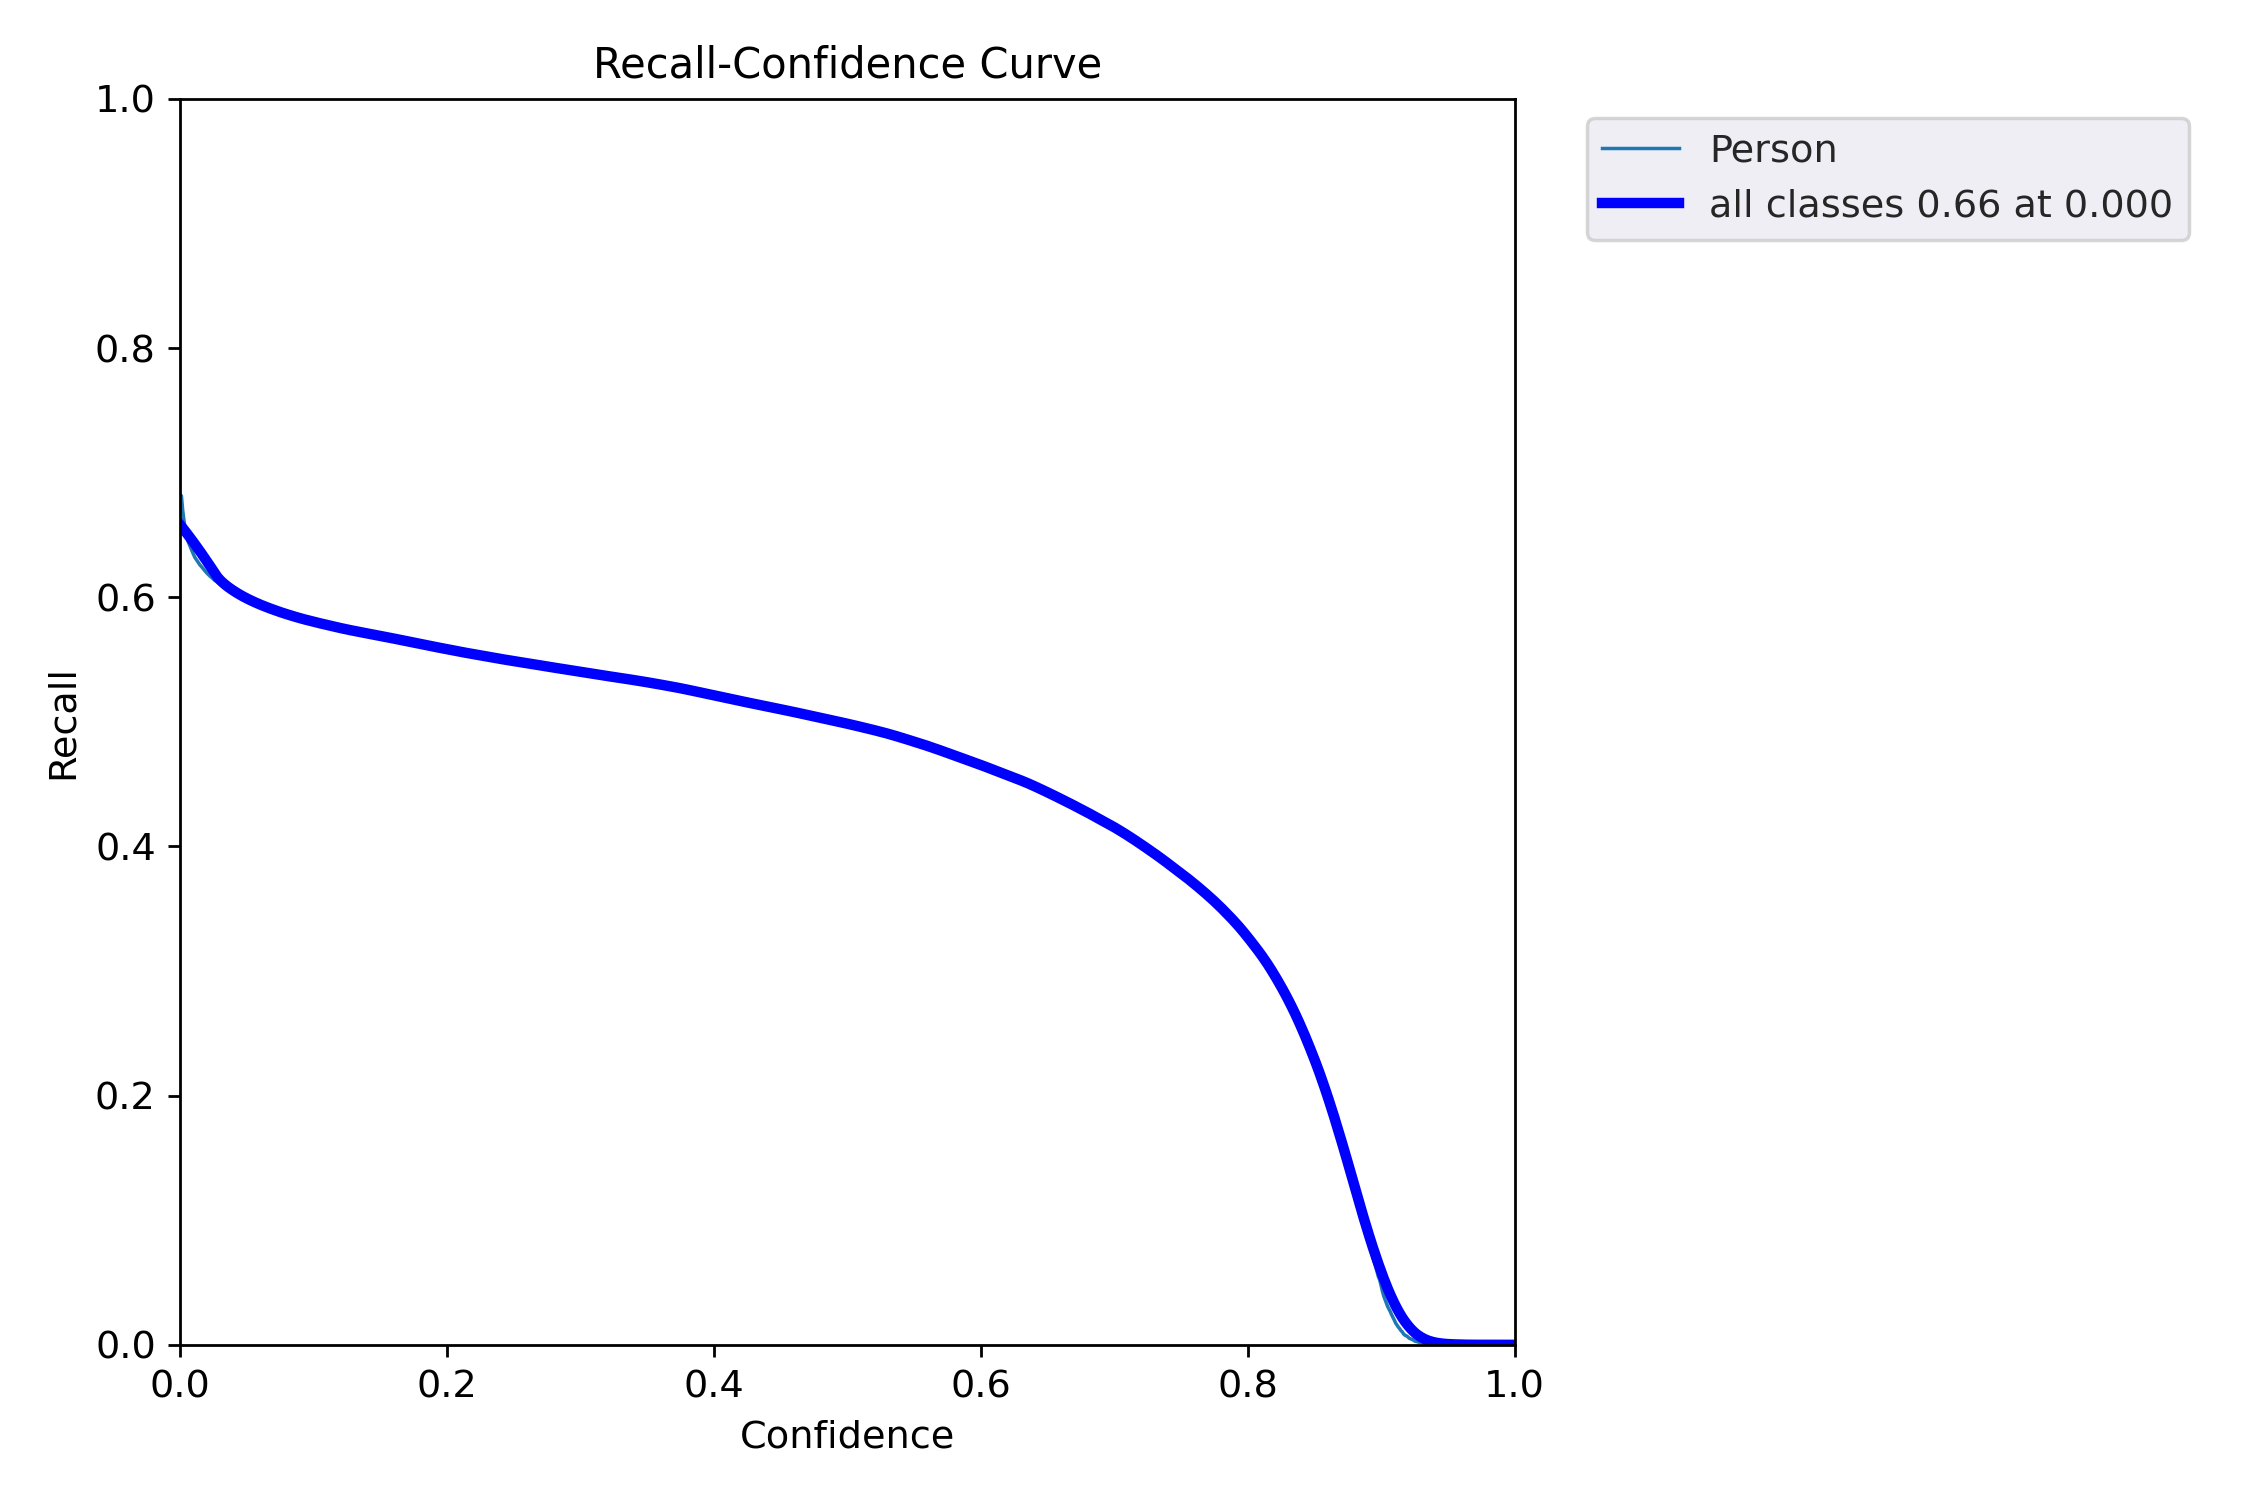 Recall-Confidence Curve
1.0
0.8
0.6
0.4
0.2
0.0
Recall
0.0 0.2 0.4 0.6 0.8 1.0
Confidence
Person
all classes 0.66 at 0.000